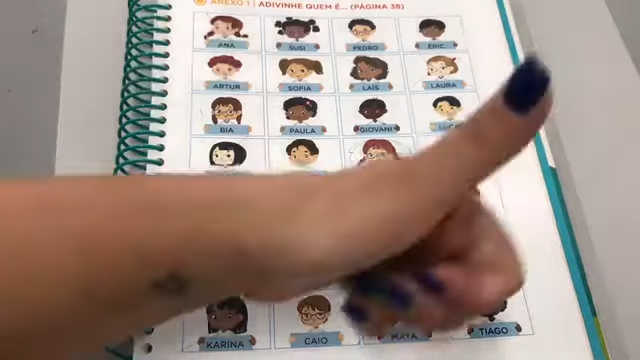 ANEXO 1 | ADIVINHE QUEM É... (PÁGINA 38)
ANA SUSI PEDRO ÉRIC
ARTUR SOFIA LAÍS LAURA
BIA PAULA GIOVANI
KARINA CAIO MAYA TIAGO